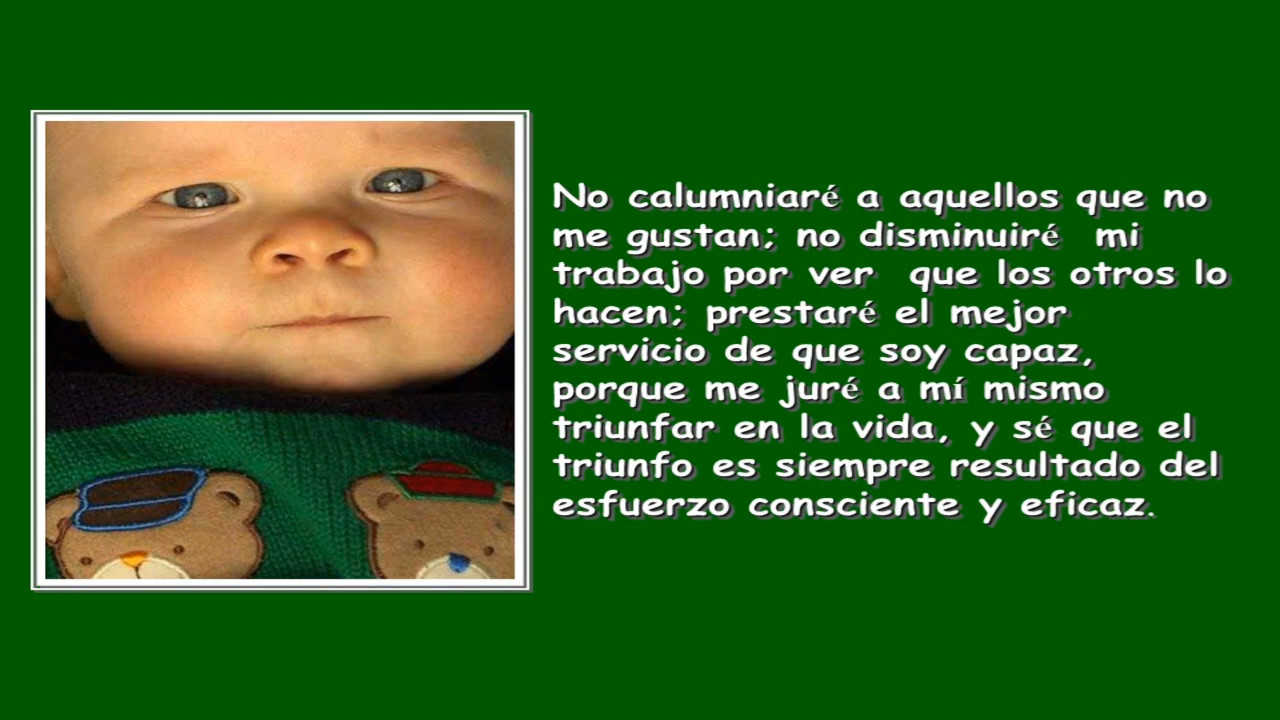 No calumniaré a aquellos que no
me gustan; no disminuiré  mi
trabajo por ver  que los otros lo
hacen; prestaré el mejor
servicio de que soy capaz,
porque me juré a mí mismo
triunfar en la vida, y sé que el
triunfo es siempre resultado del
esfuerzo consciente y eficaz.